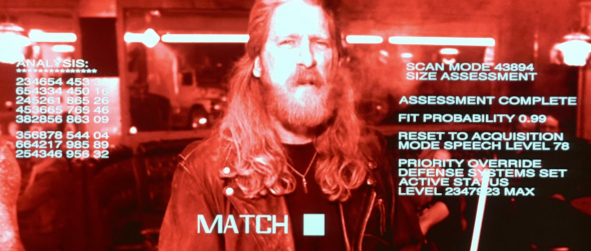 ANALYSIS:
***************
234654 453 38
654334 450 16
245261 865 26
453665 765 46
382856 863 09
356878 544 04
664217 985 89
254346 956 32
SCAN MODE 43894
SIZE ASSESSMENT
ASSESSMENT COMPLETE
FIT PROBABILITY 0.99
RESET TO ACQUISITION
MODE SPEECH LEVEL 78
PRIORITY OVERRIDE
DEFENSE SYSTEMS SET
ACTIVE STATUS
LEVEL 2347923 MAX
MATCH